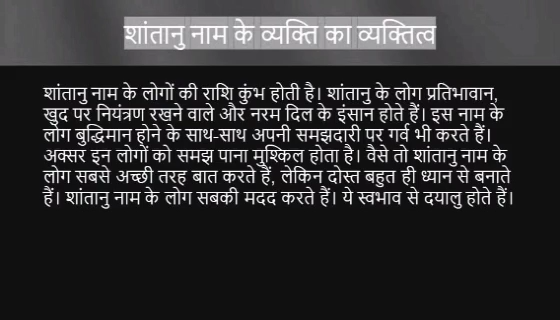 शांतानु नाम के व्यक्ति का व्यक्तित्व
शांतानु नाम के लोगों की राशि कुंभ होती है। शांतानु के लोग प्रतिभावान,
खुद पर नियंत्रण रखने वाले और नरम दिल के इंसान होते हैं। इस नाम के
लोग बुद्धिमान होने के साथ-साथ अपनी समझदारी पर गर्व भी करते हैं।
अक्सर इन लोगों को समझ पाना मुश्किल होता है। वैसे तो शांतानु नाम के
लोग सबसे अच्छी तरह बात करते हैं, लेकिन दोस्त बहुत ही ध्यान से बनाते
हैं। शांतानु नाम के लोग सबकी मदद करते हैं। ये स्वभाव से दयालु होते हैं।